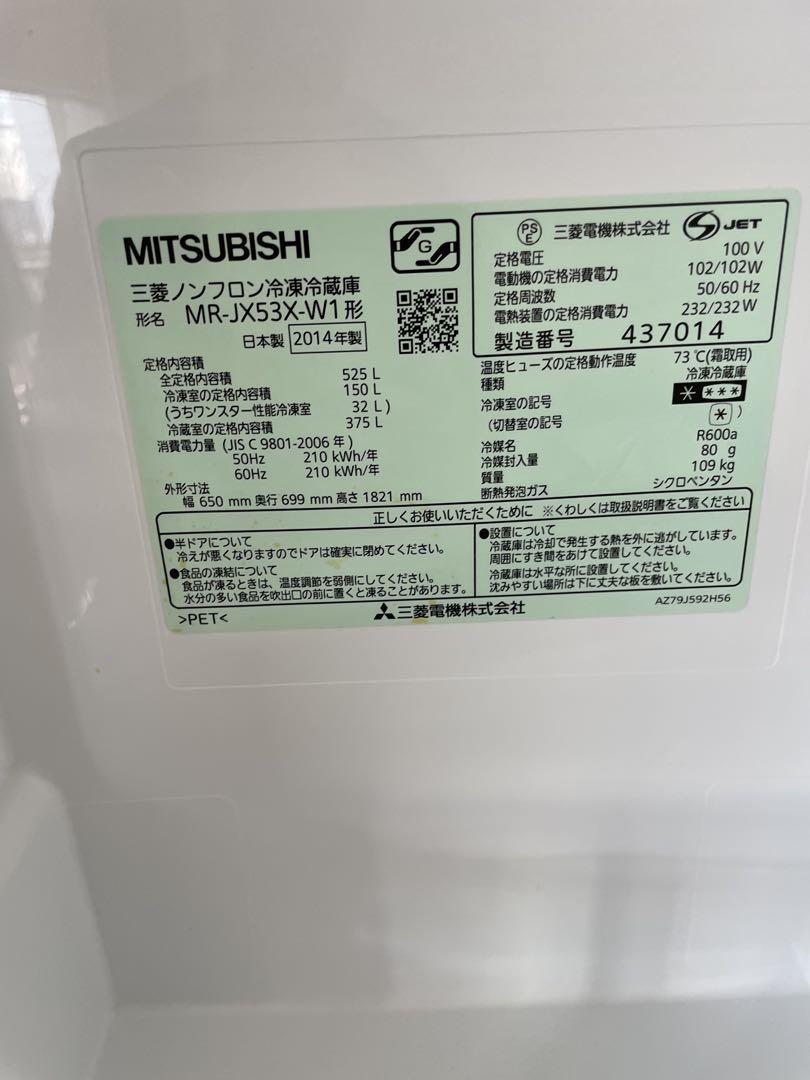 MITSUBISHI
三菱ノンフロン冷凍冷蔵庫
形名 MR-JX53X-W1形
日本製 2014年製
G
PSE 三菱電機株式会社 S JET
定格電圧 100 V
電動機の定格消費電力 102/102W
定格周波数 50/60 Hz
電熱装置の定格消費電力 232/232 W
製造番号 437014
定格内容積
全定格内容積 525 L
冷凍室の定格内容積 150 L
(うちワンスター性能冷凍室 32 L)
冷蔵室の定格内容積 375 L
消費電力量 (JIS C 9801-2006 年)
50Hz 210 kWh/年
60Hz 210 kWh/年
外形寸法
幅 650 mm 奥行 699 mm 高さ 1821 mm
温度ヒューズの定格動作温度 73 ℃(霜取用)
種類 冷凍冷蔵庫
冷凍室の記号 * ***
(切替室の記号 * )
冷媒名 R600a
冷媒封入量 80 g
質量 109 kg
断熱発泡ガス シクロペンタン
正しくお使いいただくために ※くわしくは取扱説明書をご覧ください
●半ドアについて
冷えが悪くなりますのでドアは確実に閉めてください。
●食品の凍結について
食品が凍るときは、温度調節を弱側にしてください。
水分の多い食品を吹出口の前に置くと凍ることがあります。
●設置について
冷蔵庫は冷却で発生する熱を外に逃がしています。
周囲にすき間をあけて設置してください。
冷蔵庫は水平な所に設置してください。
沈みやすい場所は下に丈夫な板を敷いてください。
>PET<
三菱電機株式会社
AZ79J592H56